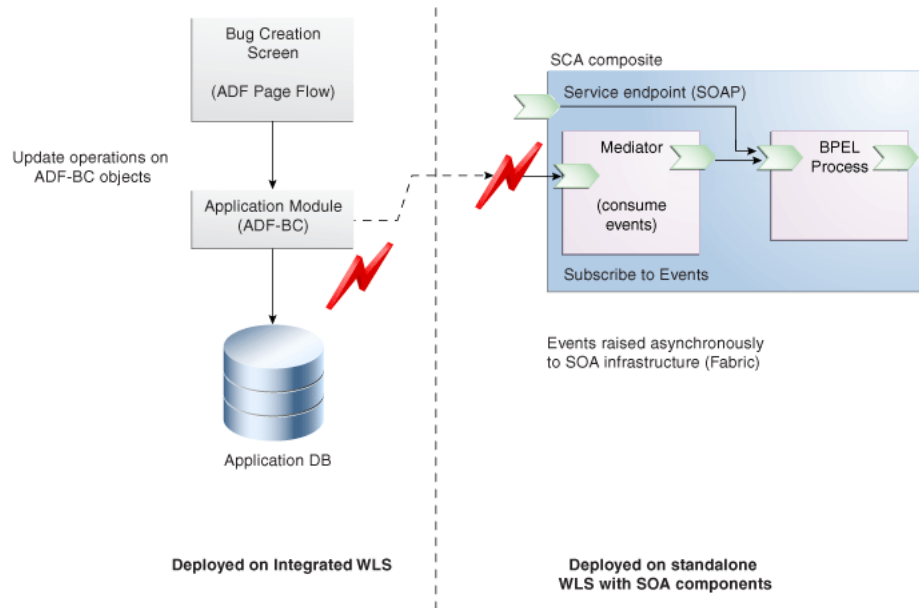 Bug Creation
Screen
(ADF Page Flow)
Update operations on
ADF-BC objects
Application Module
(ADF-BC)
Application DB
Deployed on Integrated WLS
SCA composite
Service endpoint (SOAP)
Mediator
(consume
events)
BPEL
Process
Subscribe to Events
Events raised asynchronously
to SOA infrastructure (Fabric)
Deployed on standalone
WLS with SOA components